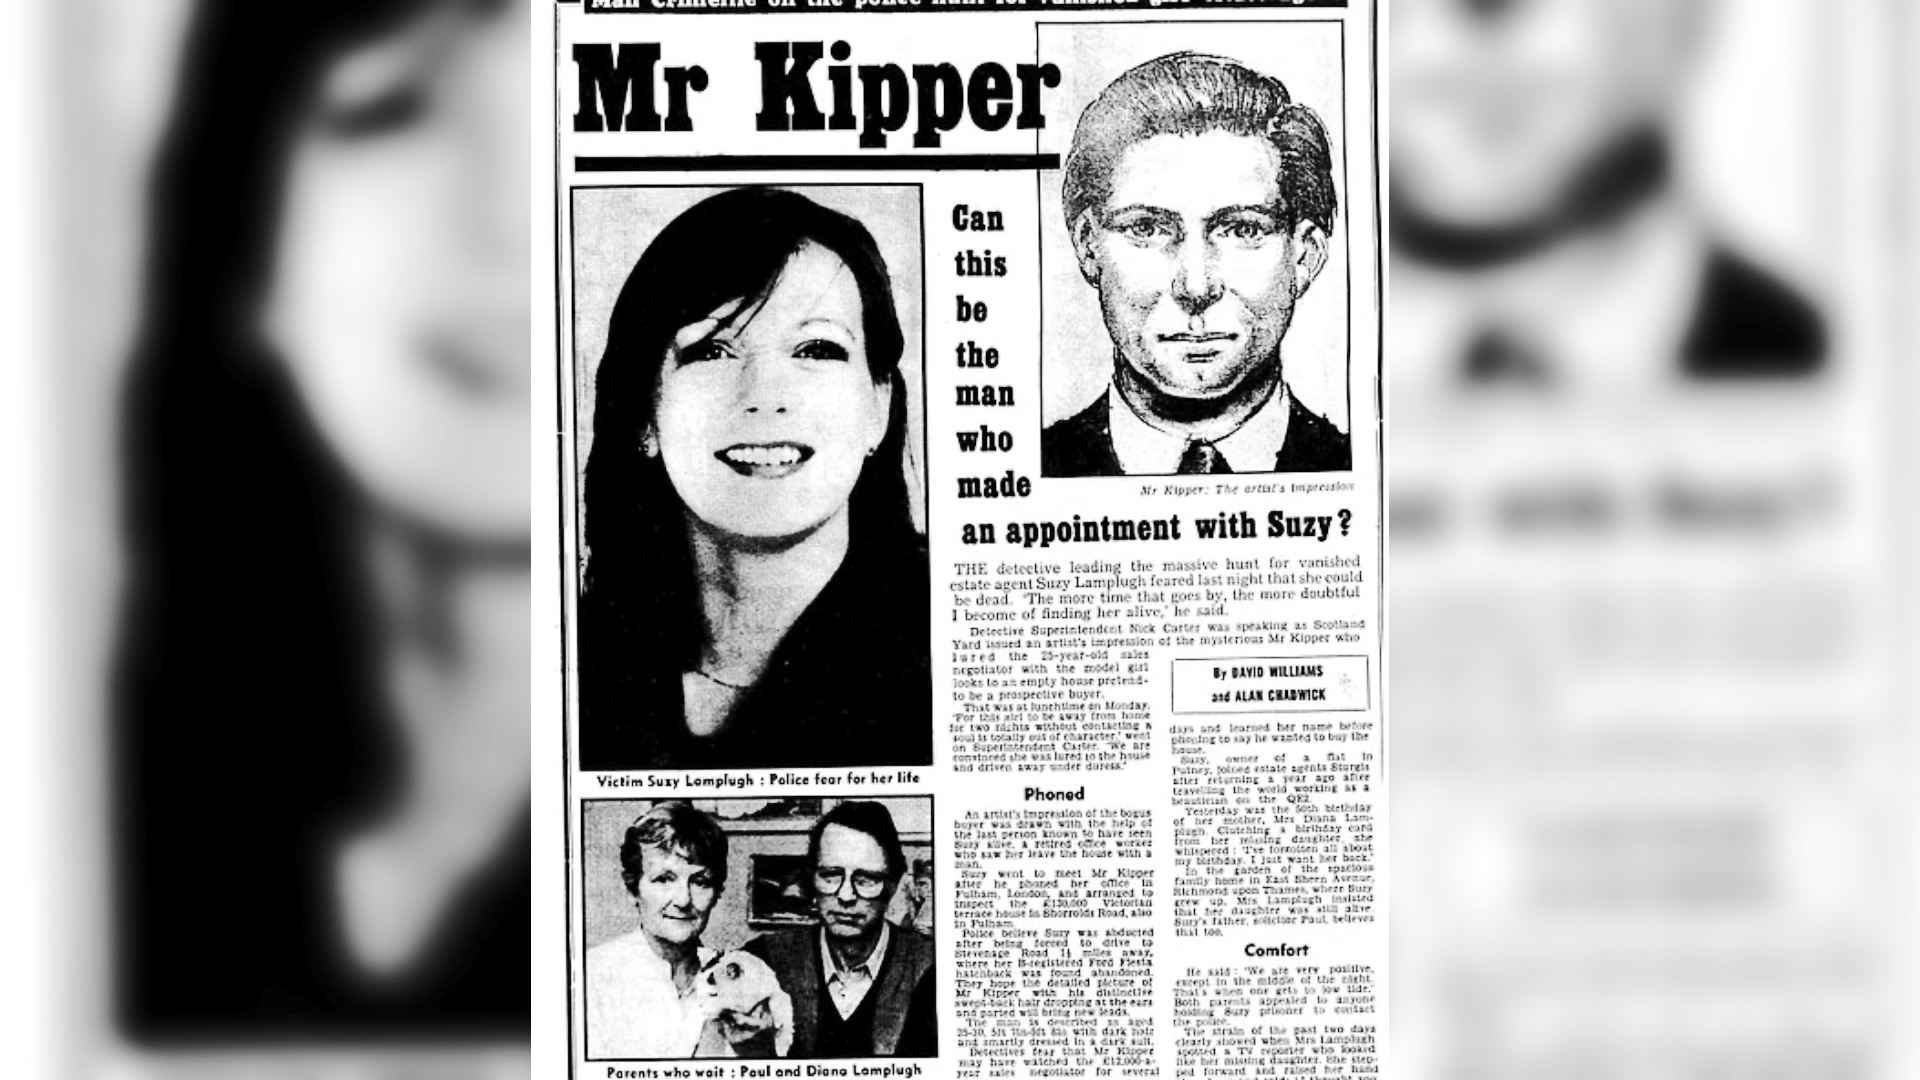 Mr Kipper
Can
this
be
the
man
who
made
an appointment with Suzy?
Mr Kipper: The artist's impression
THE detective leading the massive hunt for vanished
estate agent Suzy Lamplugh feared last night that she could
be dead. 'The more time that goes by, the more doubtful
I become of finding her alive,' he said.
Detective Superintendent Nick Carter was speaking as Scotland
Yard issued an artist's impression of the mysterious Mr Kipper who
lured the 25-year-old sales
negotiator with the model girl
looks to an empty house pretend-
to be a prospective buyer.
That was at lunchtime on Monday.
'For this girl to be away from home
for two nights without contacting a
soul is totally out of character,' went
on Superintendent Carter. 'We are
convinced she was lured to the house
and driven away under duress.'
Phoned
An artist's impression of the bogus
buyer was drawn with the help of
the last person known to have seen
Suzy alive, a retired office worker
who saw her leave the house with a
man.
Suzy went to meet Mr Kipper
after he phoned her office in
Fulham, London, and arranged to
inspect the £130,000 Victorian
terrace house in Shorrolds Road, also
in Fulham.
Police believe Suzy was abducted
after being forced to drive to
Stevenage Road 1½ miles away,
where her B-registered Ford Fiesta
hatchback was found abandoned.
They hope the detailed picture of
Mr Kipper with his distinctive
swept-back hair dropping at the ears
and parted will bring new leads.
The man is described as aged
25-30, 5ft 7in-5ft 8in with dark hair
and smartly dressed in a dark suit.
Detectives fear that Mr Kipper
may have watched the £12,000-a-
year sales negotiator for several
By DAVID WILLIAMS
and ALAN CHADWICK
days and learned her name before
phoning to say he wanted to buy the
house.
Suzy, owner of a flat in
Putney, joined estate agents Sturgis
after returning a year ago after
travelling the world working as a
beautician on the QE2.
Yesterday was the 50th birthday
of her mother, Mrs Diana Lam-
plugh. Clutching a birthday card
from her missing daughter, she
whispered: 'I've forgotten all about
my birthday. I just want her back.'
In the garden of the spacious
family home in East Sheen Avenue,
Richmond upon Thames, where Suzy
grew up, Mrs Lamplugh insisted
that her daughter was still alive.
Suzy's father, solicitor Paul, believes
that too.
Comfort
He said: 'We are very positive,
except in the middle of the night.
That's when one gets to low tide.'
Both parents appealed to anyone
holding Suzy prisoner to contact
the police.
The strain of the past two days
clearly showed when Mrs Lamplugh
spotted a TV reporter who looked
like her missing daughter. She step-
ped forward and raised her hand
Victim Suzy Lamplugh : Police fear for her life
Parents who wait : Paul and Diana Lamplugh